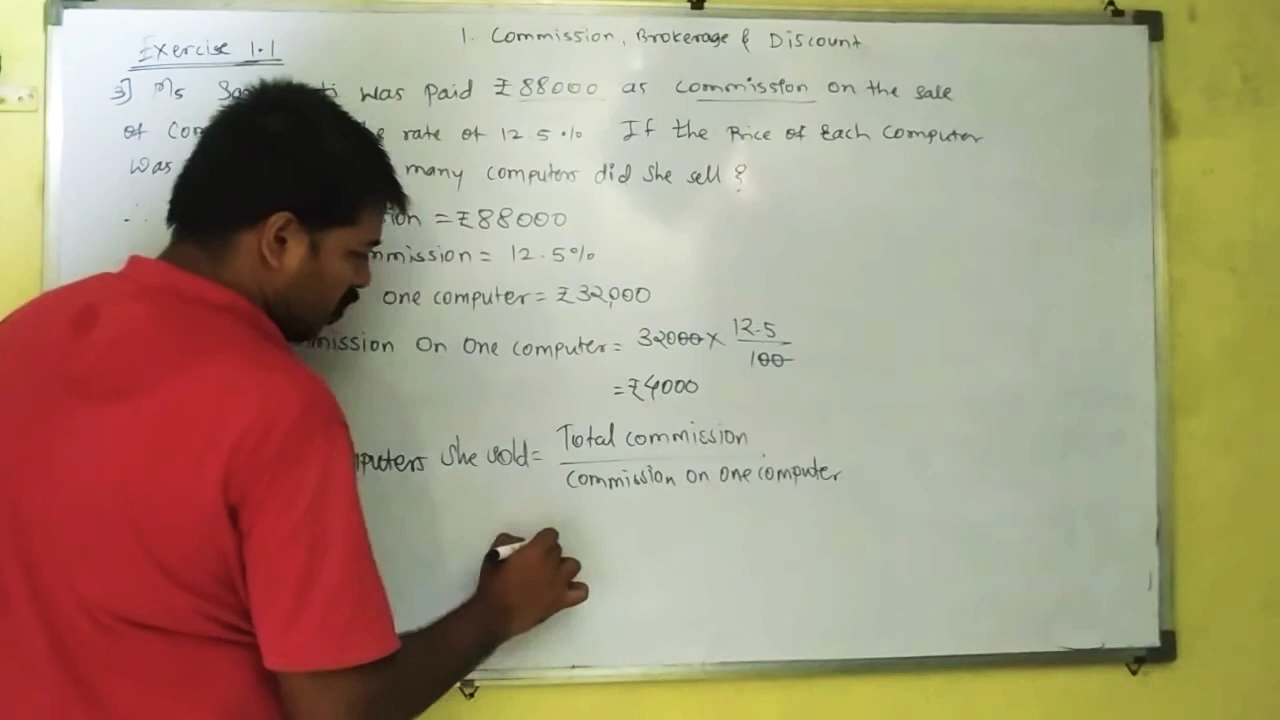 1. Commission, Brokerage & Discount
Exercise 1.1
3] Ms was paid ₹88000 as commission on the sale
of rate of 12 5% If the Price of Each Computer
was many computers did she sell?
∴ = ₹88000
= 12.5%
one computer = ₹32,000
On One computer = 32000 × 12.5/100
= ₹4000
she sold = Total commission
commission on one computer